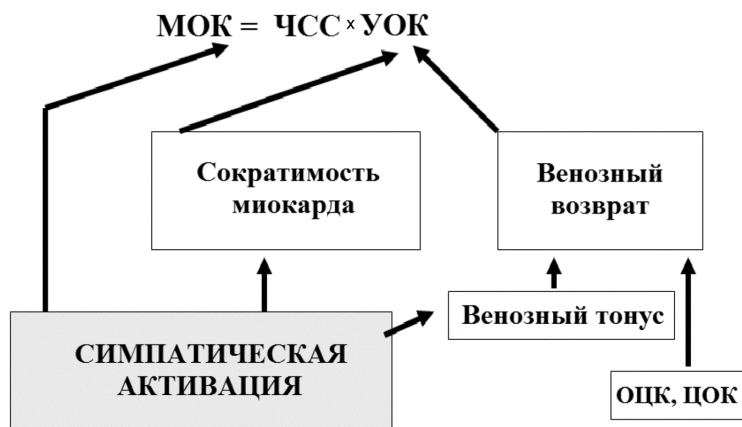 МОК = ЧСС × УОК
Сократимость
миокарда
Венозный
возврат
Венозный тонус
СИМПАТИЧЕСКАЯ
АКТИВАЦИЯ
ОЦК, ЦОК